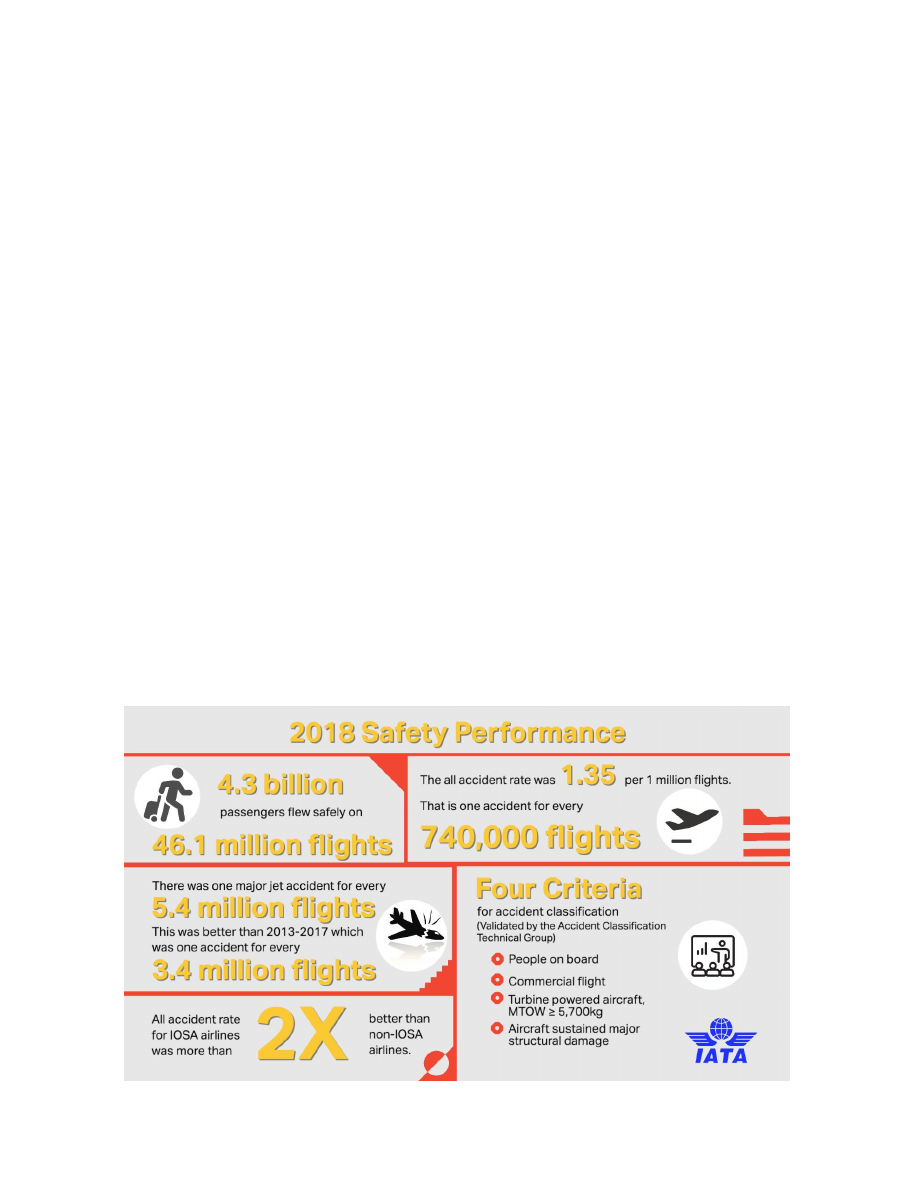 2018 Safety Performance
4.3 billion
passengers flew safely on
46.1 million flights
The all accident rate was 1.35 per 1 million flights.
That is one accident for every
740,000 flights
There was one major jet accident for every
5.4 million flights
This was better than 2013-2017 which
was one accident for every
3.4 million flights
All accident rate
for IOSA airlines
was more than
2X
better than
non-IOSA
airlines.
Four Criteria
for accident classification
(Validated by the Accident Classification
Technical Group)
People on board
Commercial flight
Turbine powered aircraft,
MTOW ≥ 5,700kg
Aircraft sustained major
structural damage
IATA